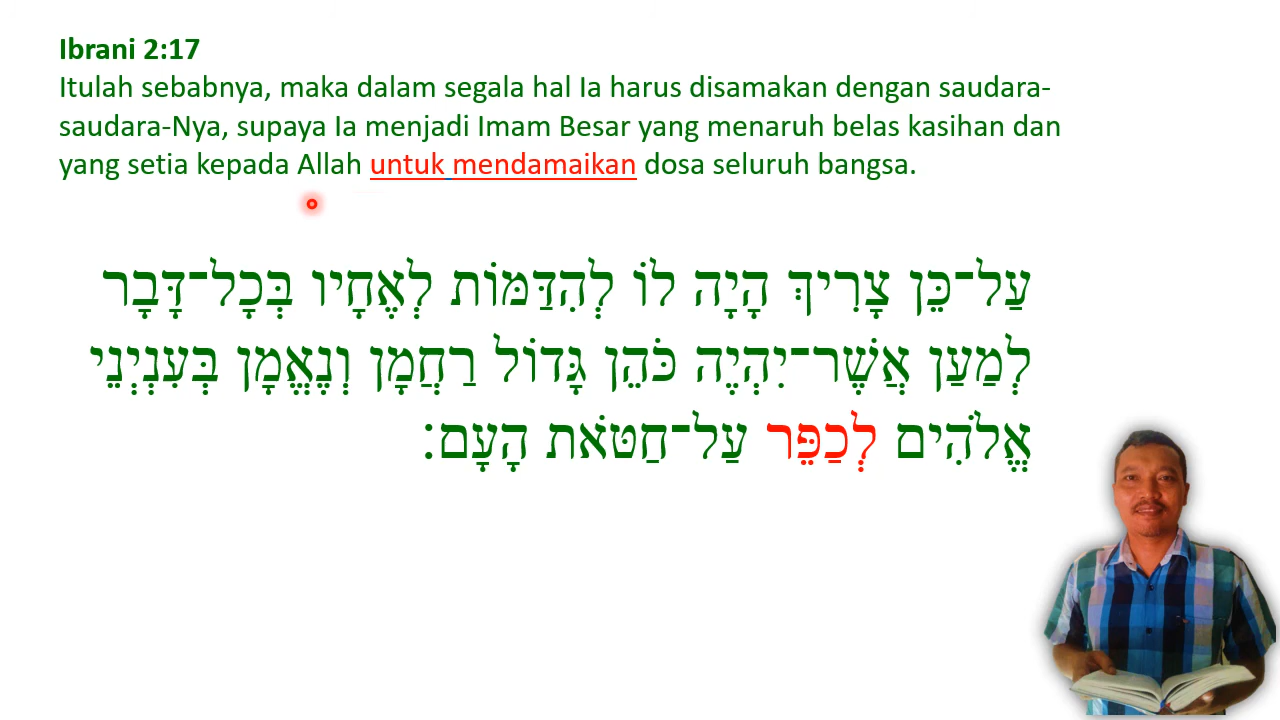 Ibrani 2:17
Itulah sebabnya, maka dalam segala hal Ia harus disamakan dengan saudara-
saudara-Nya, supaya Ia menjadi Imam Besar yang menaruh belas kasihan dan
yang setia kepada Allah untuk mendamaikan dosa seluruh bangsa.
עַל־כֵּן צָרִיךְ הָיָה לוֹ לְהִדַּמּוֹת לְאֶחָיו בְּכָל־דָּבָר
לְמַעַן אֲשֶׁר־יִהְיֶה כֹּהֵן גָּדוֹל רַחֲמָן וְנֶאֱמָן בְּעִנְיְנֵי
אֱלֹהִים לְכַפֵּר עַל־חַטֹּאת הָעָם׃